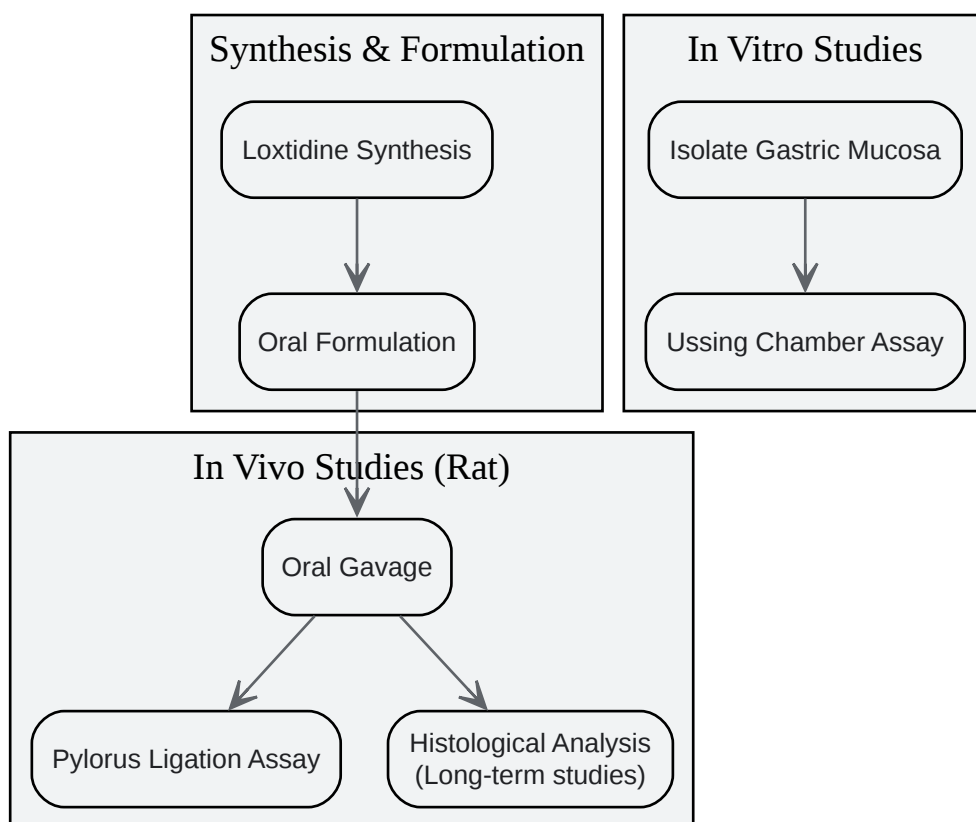 Synthesis & Formulation
Loxtidine Synthesis
Oral Formulation
In Vitro Studies
Isolate Gastric Mucosa
Ussing Chamber Assay
In Vivo Studies (Rat)
Oral Gavage
Pylorus Ligation Assay
Histological Analysis
(Long-term studies)